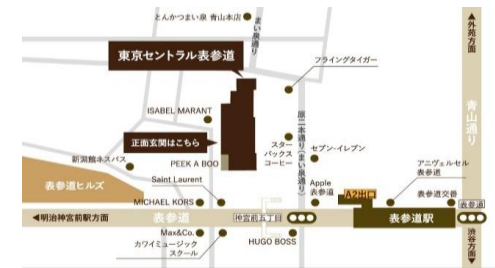 とんかつまい泉 青山本店
まい泉通り
▲外苑方面
東京セントラル表参道
フライングタイガー
青山通り
ISABEL MARANT
正面玄関はこちら
スター
バックス
コーヒー
原二本通り(まい泉通り)
セブン-イレブン
新潟館ネスパス
PEEK A BOO
アニヴェルセル
表参道
表参道ヒルズ
Saint Laurent
Apple
表参道
A2出口
表参道交番
MICHAEL KORS
表参道
◀明治神宮前駅方面
表参道
神宮前五丁目
表参道駅
Max&Co.
カワイミュージック
スクール
HUGO BOSS
渋谷方面▼